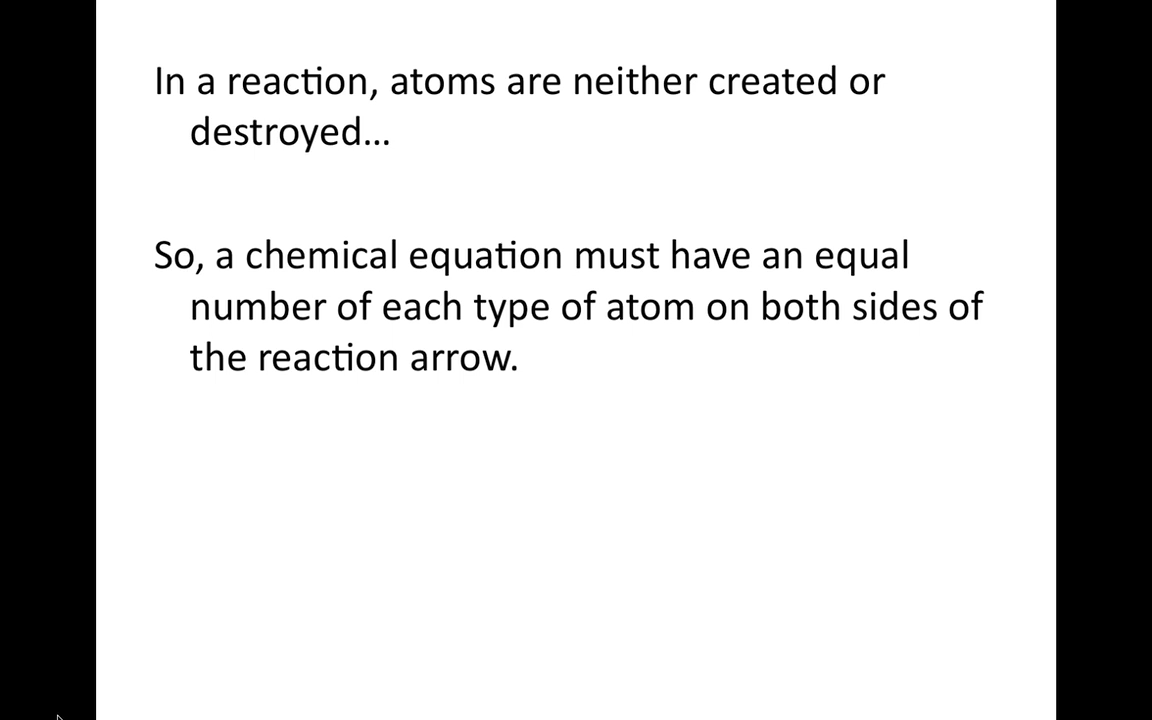 In a reaction, atoms are neither created or
destroyed...
So, a chemical equation must have an equal
number of each type of atom on both sides of
the reaction arrow.